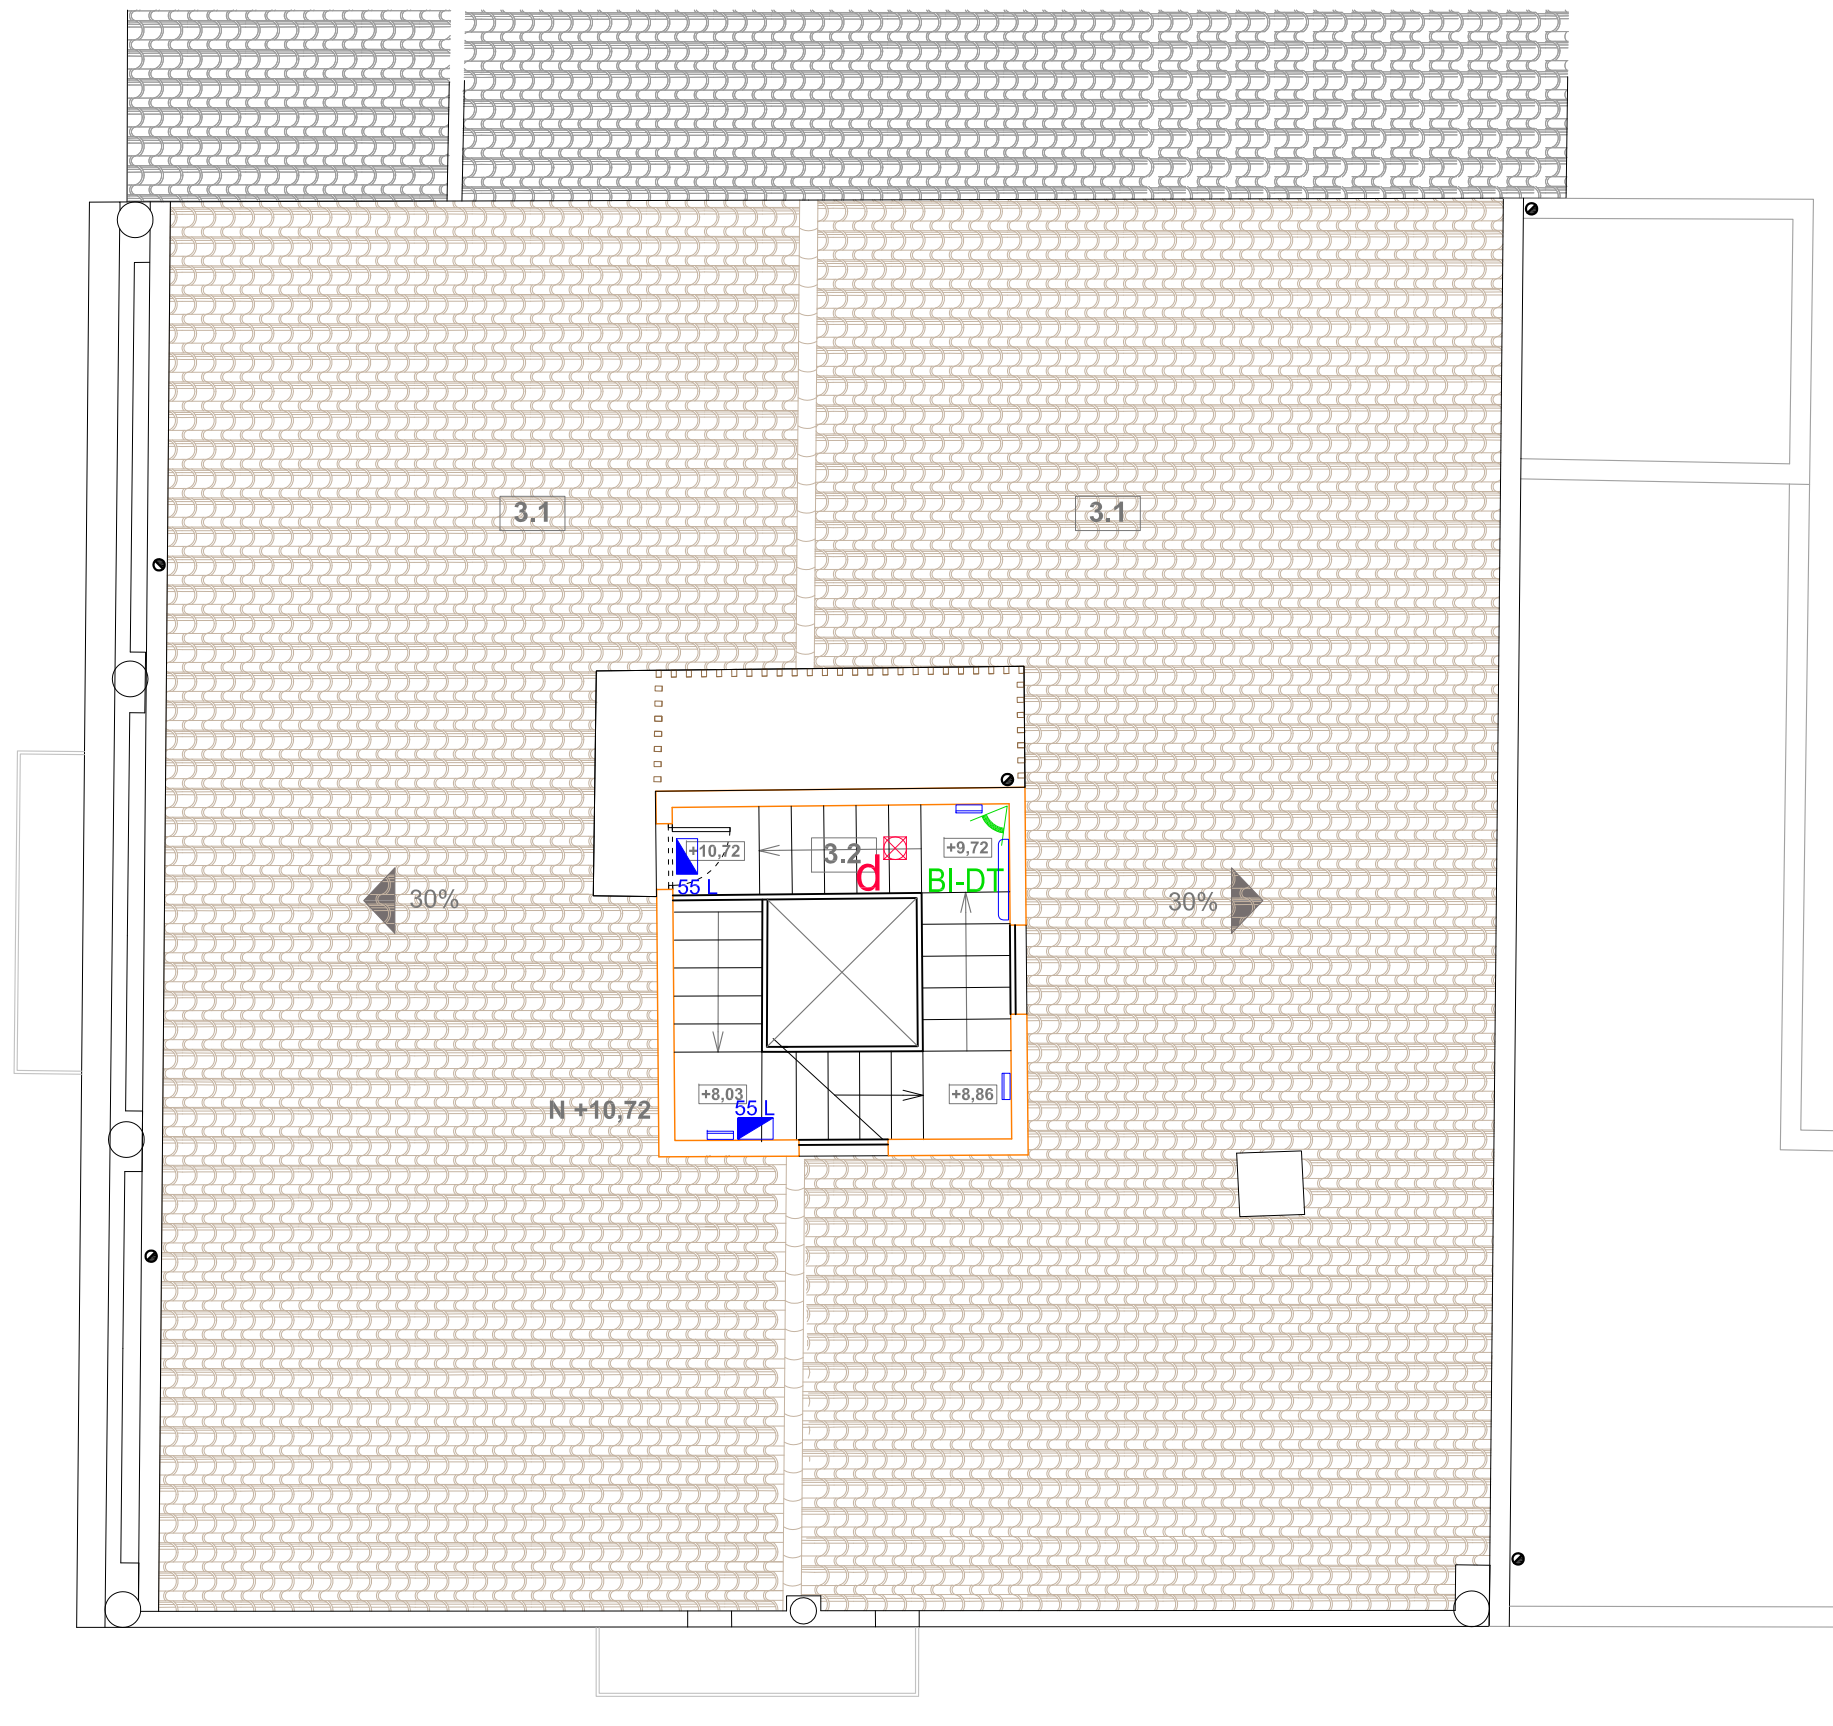 3.1
3.1
+10,72
3.2
+9,72
d
BI-DT
55 L
30%
30%
+8,03
+8,86
55 L
N +10,72